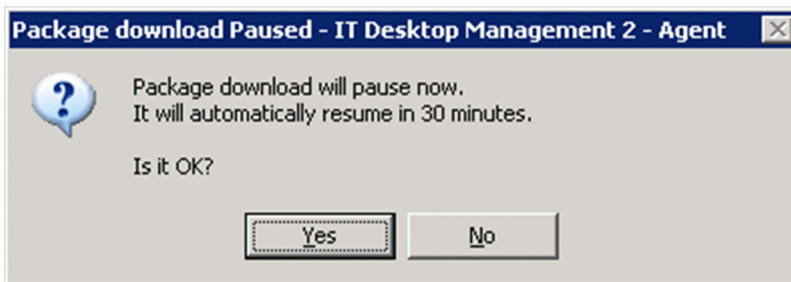 Package download Paused - IT Desktop Management 2 - Agent
Package download will pause now.
It will automatically resume in 30 minutes.
Is it OK?
Yes
No